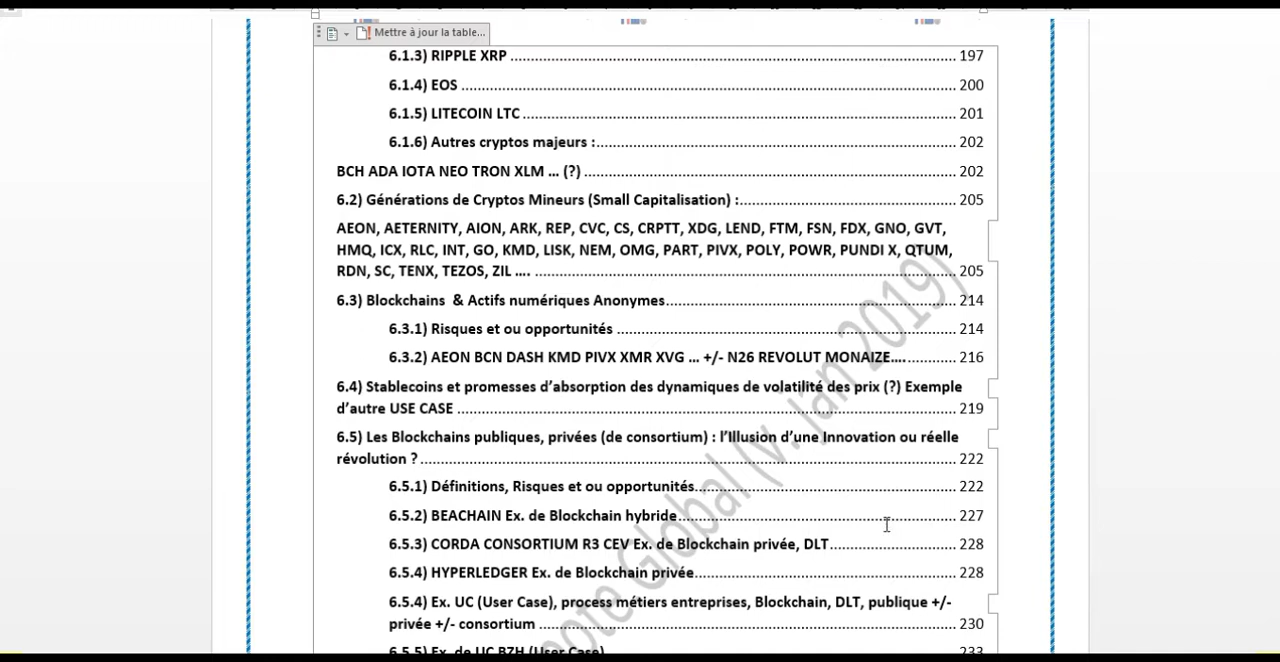 Mettre à jour la table...
6.1.3) RIPPLE XRP ... 197
6.1.4) EOS ... 200
6.1.5) LITECOIN LTC ... 201
6.1.6) Autres cryptos majeurs : ... 202
BCH ADA IOTA NEO TRON XLM ... (?) ... 202
6.2) Générations de Cryptos Mineurs (Small Capitalisation) : ... 205
AEON, AETERNITY, AION, ARK, REP, CVC, CS, CRPTT, XDG, LEND, FTM, FSN, FDX, GNO, GVT,
HMQ, ICX, RLC, INT, GO, KMD, LISK, NEM, OMG, PART, PIVX, POLY, POWR, PUNDI X, QTUM,
RDN, SC, TENX, TEZOS, ZIL .... ... 205
6.3) Blockchains & Actifs numériques Anonymes ... 214
6.3.1) Risques et ou opportunités ... 214
6.3.2) AEON BCN DASH KMD PIVX XMR XVG ... +/- N26 REVOLUT MONAIZE.... ... 216
6.4) Stablecoins et promesses d’absorption des dynamiques de volatilité des prix (?) Exemple
d’autre USE CASE ... 219
6.5) Les Blockchains publiques, privées (de consortium) : l’Illusion d’une Innovation ou réelle
révolution ? ... 222
6.5.1) Définitions, Risques et ou opportunités ... 222
6.5.2) BEACHAIN Ex. de Blockchain hybride ... 227
6.5.3) CORDA CONSORTIUM R3 CEV Ex. de Blockchain privée, DLT ... 228
6.5.4) HYPERLEDGER Ex. de Blockchain privée ... 228
6.5.4) Ex. UC (User Case), process métiers entreprises, Blockchain, DLT, publique +/-
privée +/- consortium ... 230
6.5.5) Ex. de UC BZH (User Case) ... 233
Global (v. jan 2019)